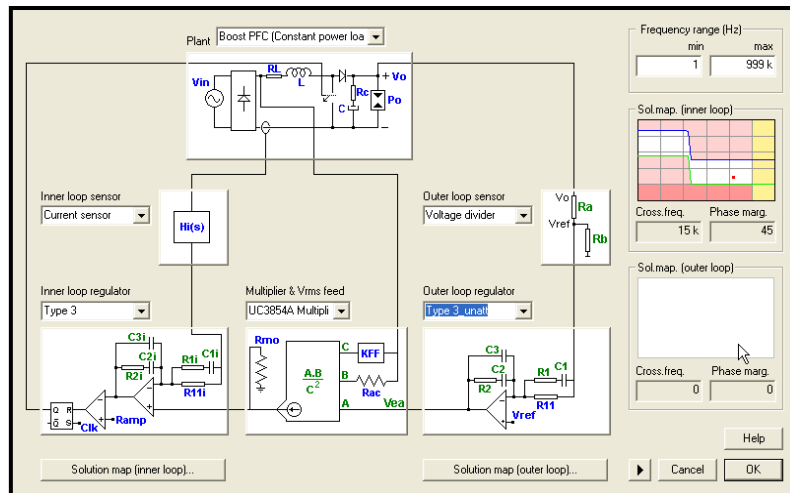 Plant
Boost PFC (Constant power loa
Vin
RL
L
Rc
C
+ Vo
Po
−
Inner loop sensor
Current sensor
Hi(s)
Outer loop sensor
Voltage divider
Vo
Ra
Vref
Rb
Inner loop regulator
Type 3
C3i
C2i
R2i
R1i
C1i
R11i
Q R
Q S
Clk
Ramp
Multiplier & Vrms feed
UC3854A Multipli
Rmo
A.B
C²
C
KFF
B
Rac
A
Vea
Outer loop regulator
Type 3_unatt
C3
C2
R2
R1
C1
R11
Vref
Solution map (inner loop)...
Solution map (outer loop)...
Frequency range (Hz)
min max
1 999 k
Sol.map. (inner loop)
Cross.freq. Phase marg.
15 k 45
Sol.map. (outer loop)
Cross.freq. Phase marg.
0 0
Help
Cancel OK